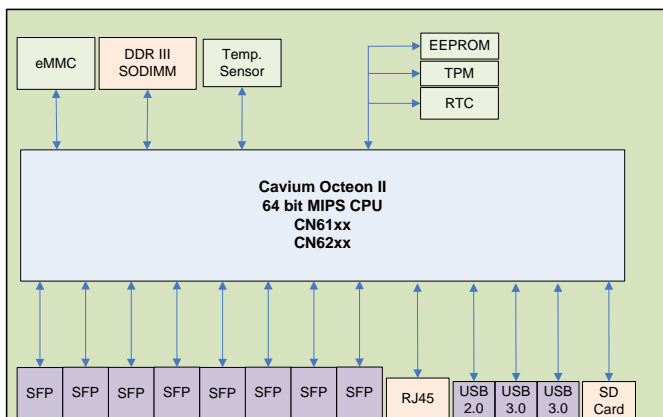 eMMC
DDR III
SODIMM
Temp.
Sensor
EEPROM
TPM
RTC
Cavium Octeon II
64 bit MIPS CPU
CN61xx
CN62xx
SFP
SFP
SFP
SFP
SFP
SFP
SFP
SFP
RJ45
USB
2.0
USB
3.0
USB
3.0
SD
Card